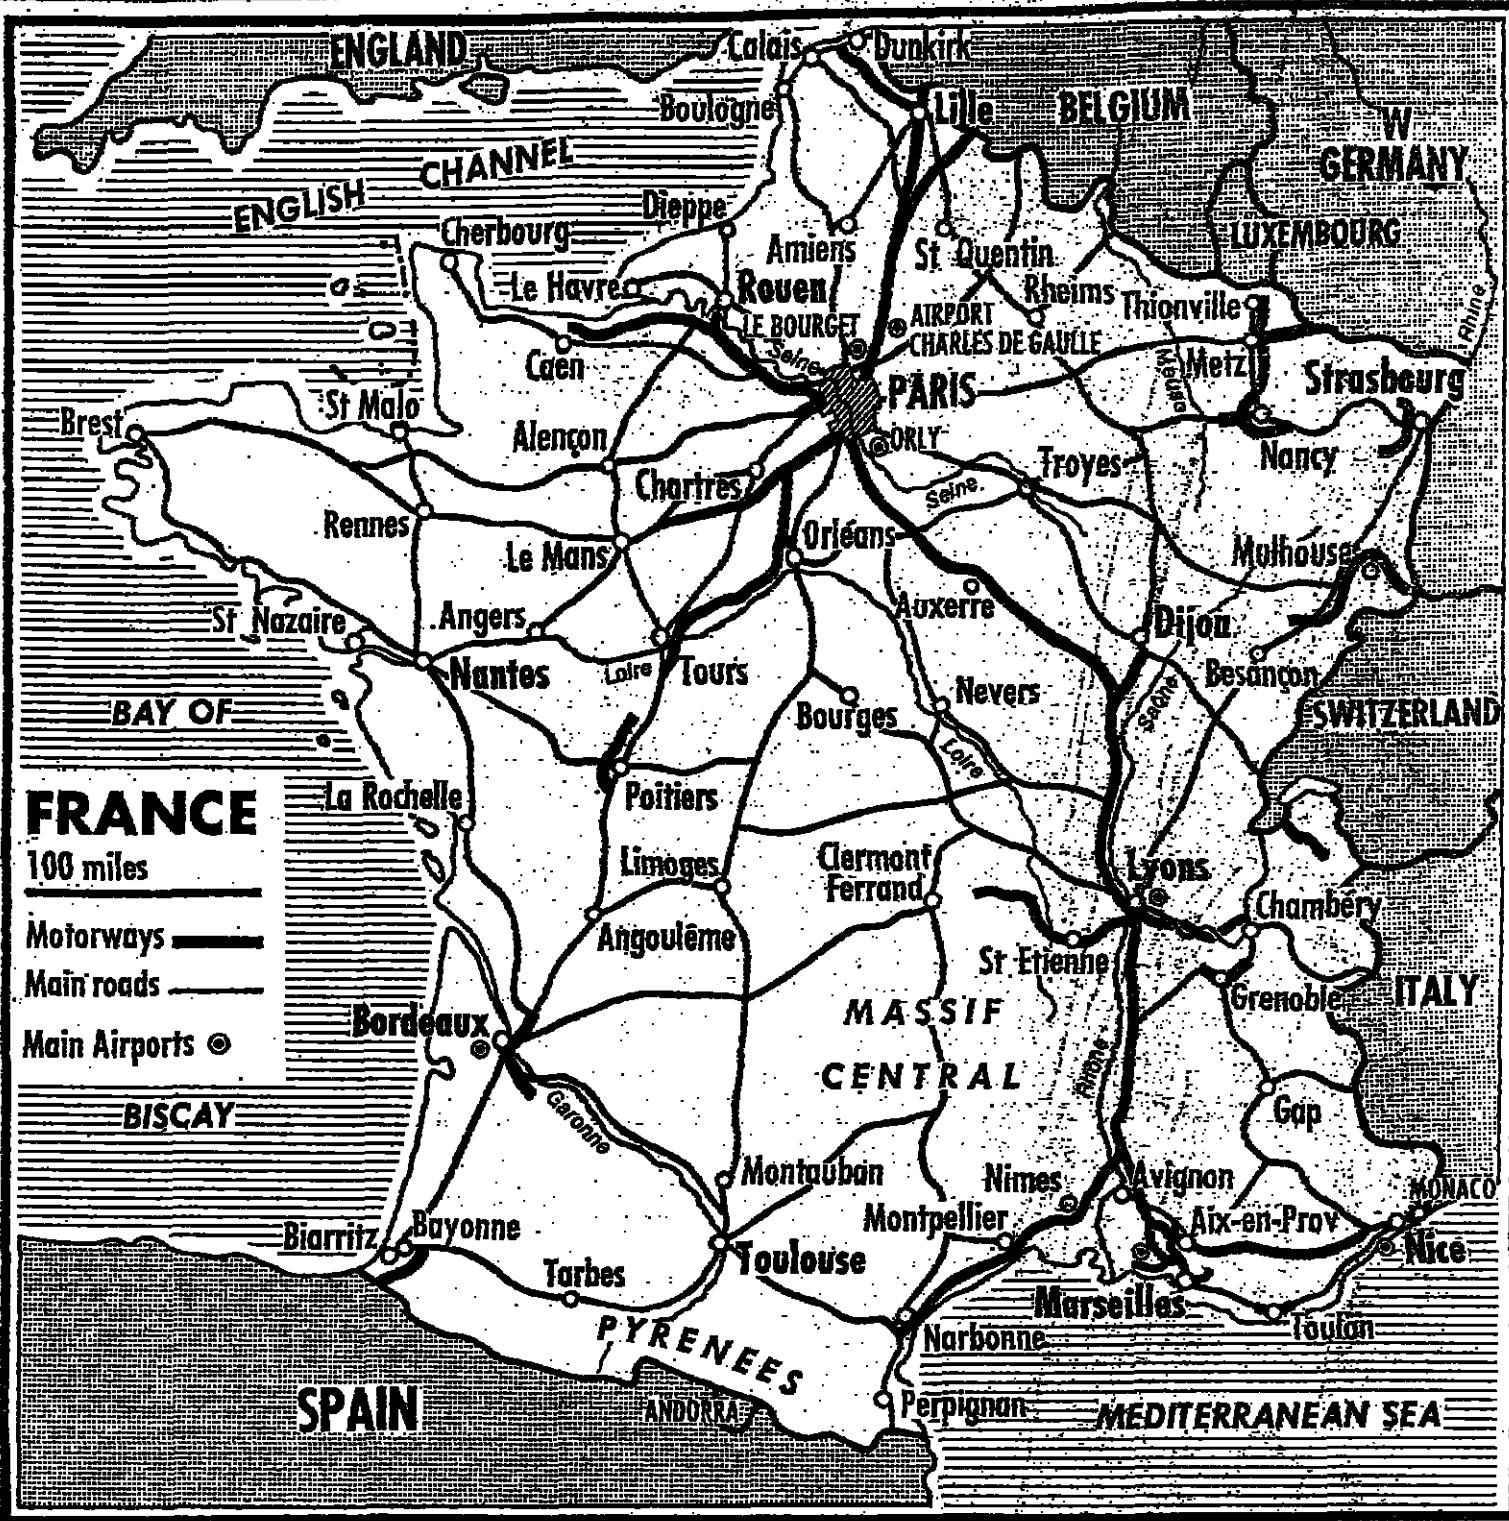 ENGLAND
Calais
Dunkirk
Boulogne
Lille
BELGIUM
W
GERMANY
ENGLISH CHANNEL
Dieppe
Cherbourg
Amiens
St Quentin
LUXEMBOURG
Le Havre
Rouen
Rheims
Thionville
Rhine
LE BOURGET
AIRPORT
CHARLES DE GAULLE
Caen
Seine
Meuse
Metz
Strasbourg
PARIS
Brest
St Malo
Alençon
ORLY
Nancy
Chartres
Troyes
Seine
Rennes
Le Mans
Orléans
Mulhouse
Auxerre
St Nazaire
Angers
Dijon
Nantes
Loire
Tours
Besançon
BAY OF
Bourges
Nevers
Saône
SWITZERLAND
Loire
FRANCE
100 miles
Motorways
Main roads
Main Airports
La Rochelle
Poitiers
Limoges
Clermont
Ferrand
Lyons
Chambéry
Angoulême
St Etienne
Grenoble
ITALY
Bordeaux
MASSIF
CENTRAL
Rhône
BISCAY
Garonne
Gap
Montauban
Nimes
Avignon
MONACO
Biarritz
Bayonne
Montpellier
Aix-en-Prov
Nice
Toulouse
Tarbes
Marseilles
Toulon
PYRENEES
Narbonne
SPAIN
ANDORRA
Perpignan
MEDITERRANEAN SEA